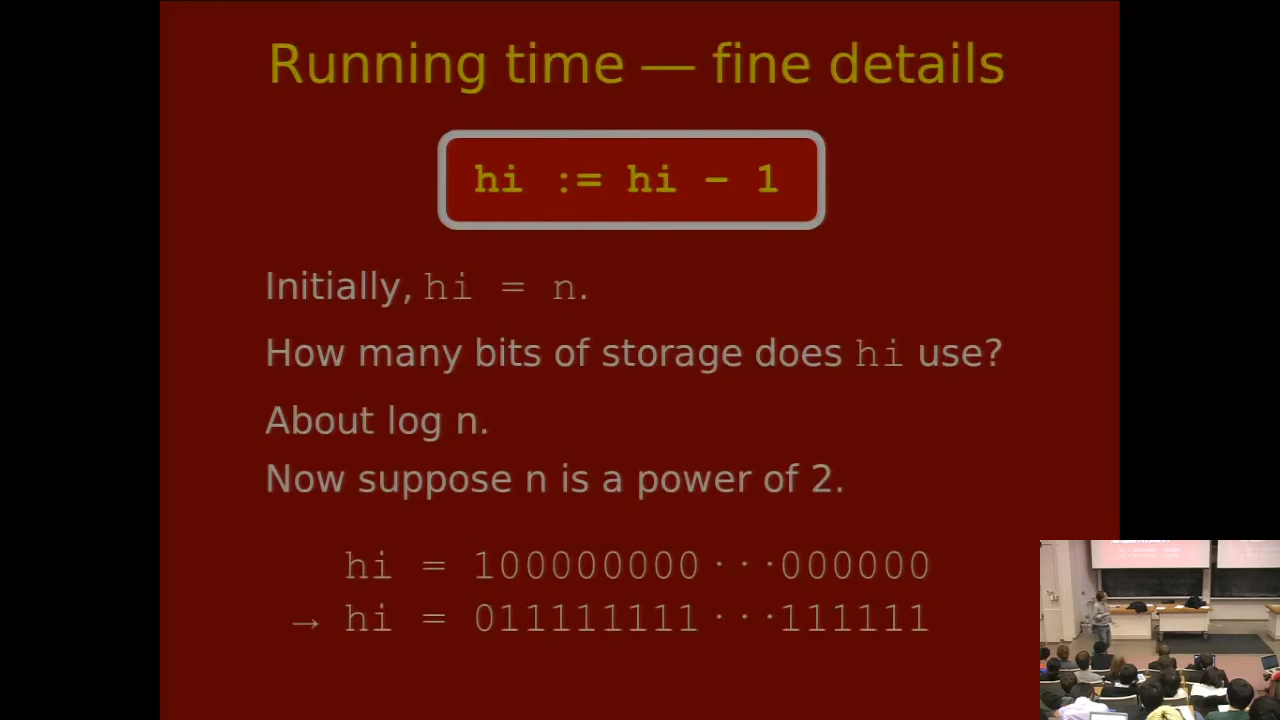 Running time — fine details
hi := hi - 1
Initially, hi = n.
How many bits of storage does hi use?
About log n.
Now suppose n is a power of 2.
hi = 100000000···000000
→ hi = 011111111···111111